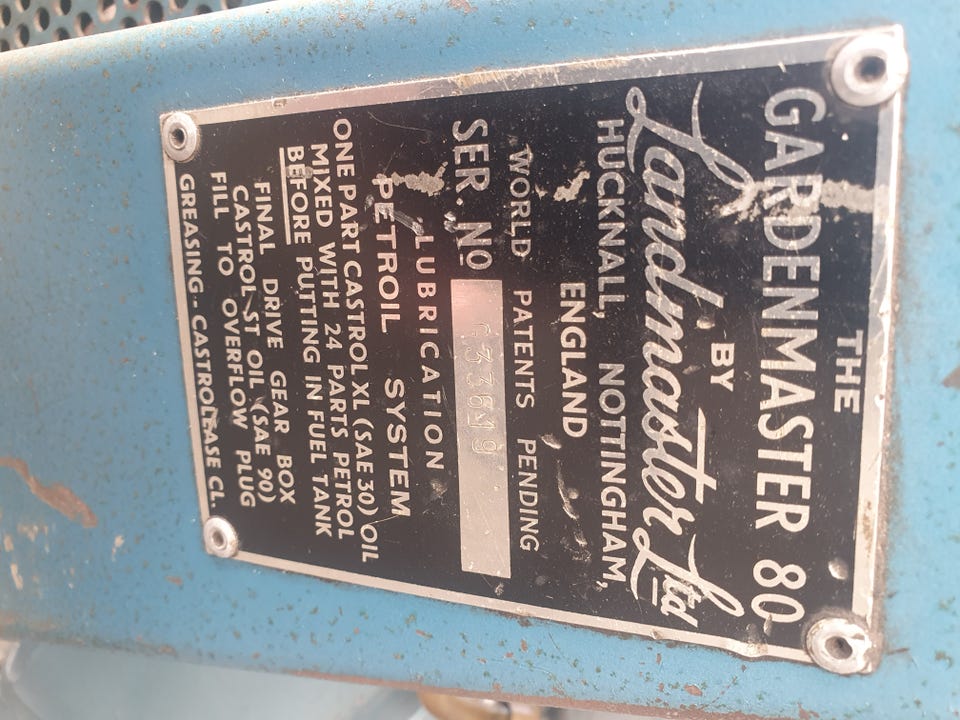 THE
GARDENMASTER 80
BY
Landmaster Ltd
HUCKNALL, NOTTINGHAM,
ENGLAND
WORLD PATENTS PENDING
SER. No
LUBRICATION
PETROIL SYSTEM
ONE PART CASTROL XL (SAE 30) OIL
MIXED WITH 24 PARTS PETROL
BEFORE PUTTING IN FUEL TANK
FINAL DRIVE GEAR BOX
CASTROL ST OIL (SAE 90)
FILL TO OVERFLOW PLUG
GREASING.- CASTROLEASE CL.